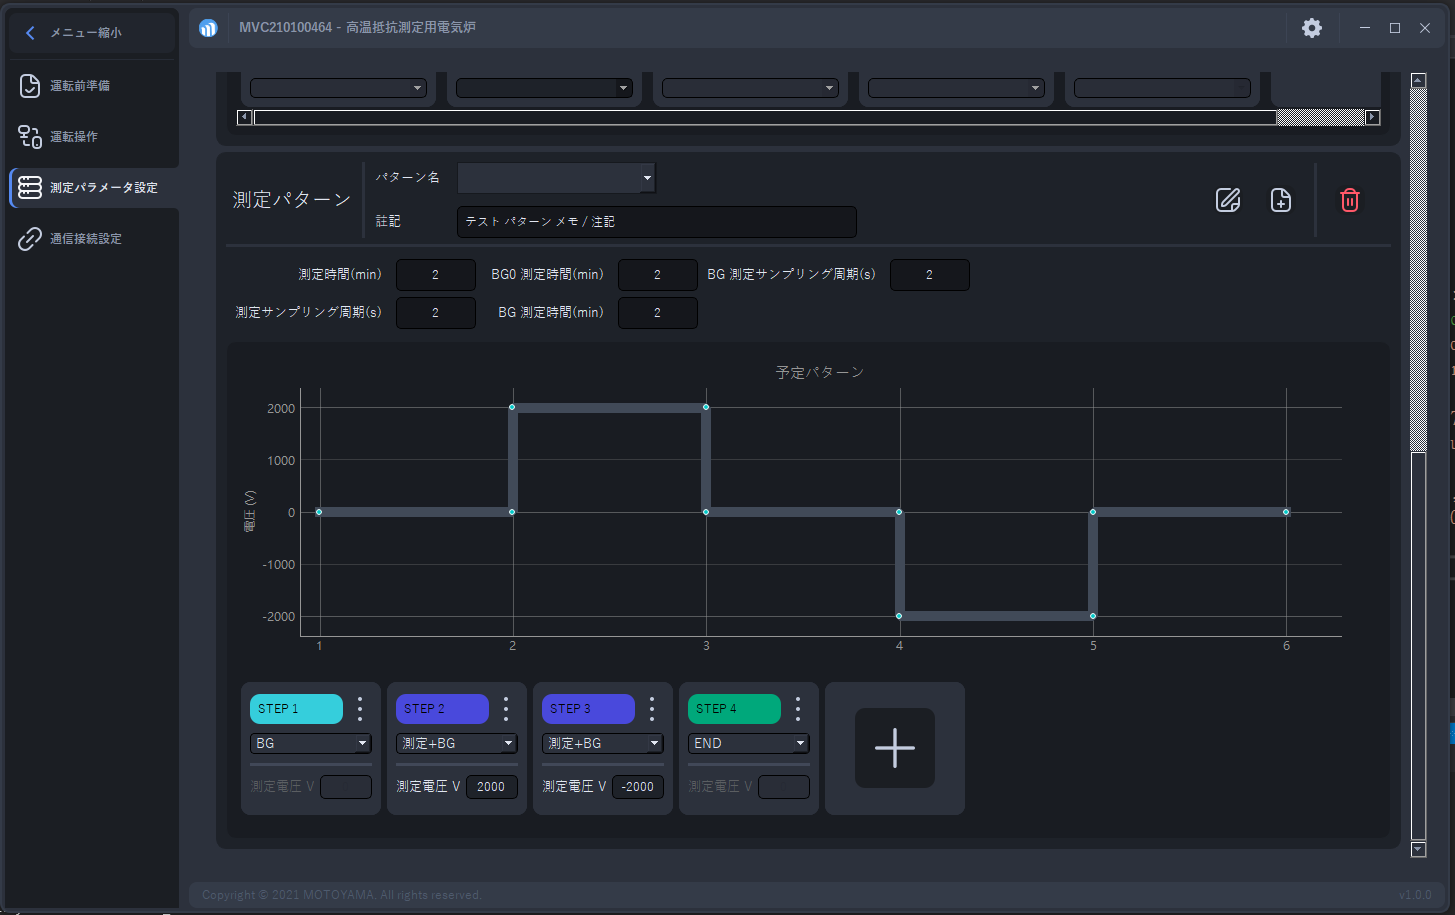 メニュー縮小
MVC210100464 - 高温抵抗測定用電気炉
運転前準備
運転操作
測定パラメータ設定
通信接続設定
測定パターン
パターン名
註記
テスト パターン メモ / 注記
測定時間(min) 2 BG0 測定時間(min) 2 BG 測定サンプリング周期(s) 2
測定サンプリング周期(s) 2 BG 測定時間(min) 2
予定パターン
電圧 (V)
2000
1000
0
-1000
-2000
1 2 3 4 5 6
STEP 1
BG
測定電圧 V
STEP 2
測定+BG
測定電圧 V 2000
STEP 3
測定+BG
測定電圧 V -2000
STEP 4
END
測定電圧 V
Copyright © 2021 MOTOYAMA. All rights reserved.
v1.0.0